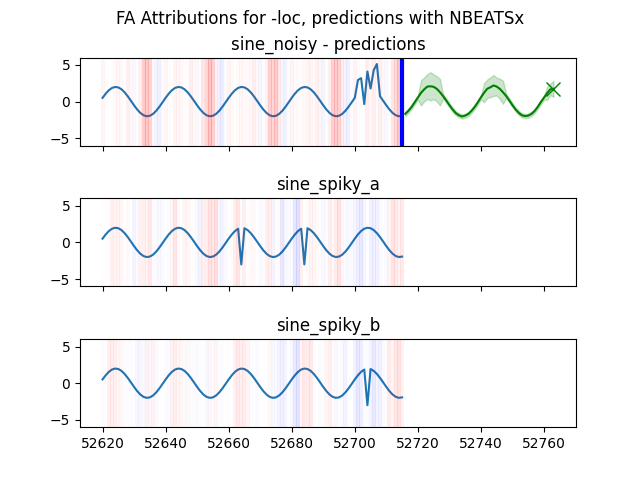 FA Attributions for -loc, predictions with NBEATSx
sine_noisy - predictions
5
0
−5
sine_spiky_a
5
0
−5
sine_spiky_b
5
0
−5
52620 52640 52660 52680 52700 52720 52740 52760